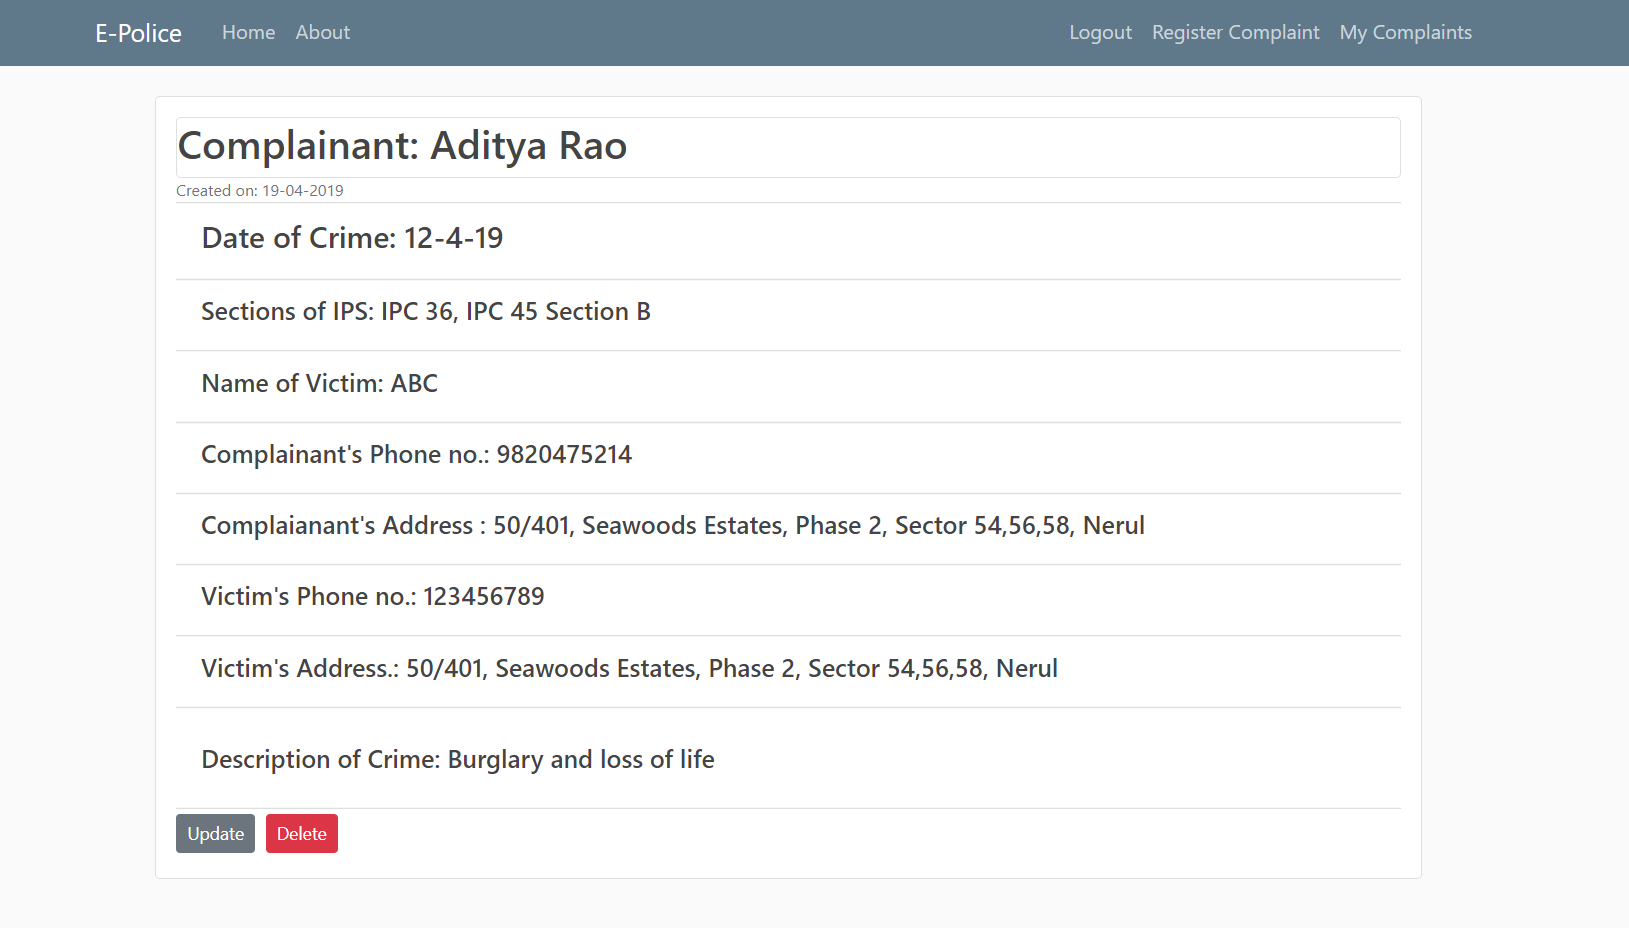 E-Police Home About Logout Register Complaint My Complaints
Complainant: Aditya Rao
Created on: 19-04-2019
Date of Crime: 12-4-19
Sections of IPS: IPC 36, IPC 45 Section B
Name of Victim: ABC
Complainant's Phone no.: 9820475214
Complaianant's Address : 50/401, Seawoods Estates, Phase 2, Sector 54,56,58, Nerul
Victim's Phone no.: 123456789
Victim's Address.: 50/401, Seawoods Estates, Phase 2, Sector 54,56,58, Nerul
Description of Crime: Burglary and loss of life
Update Delete